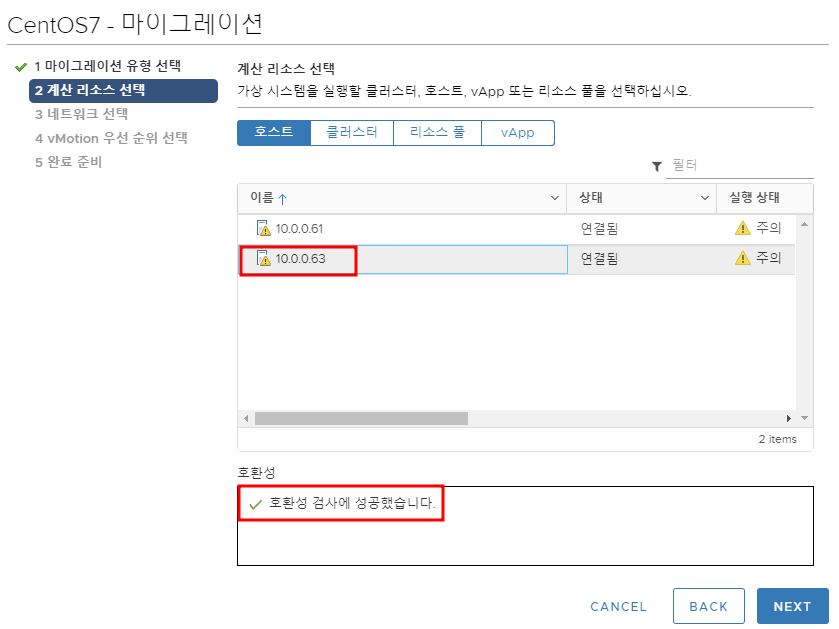 CentOS7 - 마이그레이션
1 마이그레이션 유형 선택
2 계산 리소스 선택
3 네트워크 선택
4 vMotion 우선 순위 선택
5 완료 준비
계산 리소스 선택
가상 시스템을 실행할 클러스터, 호스트, vApp 또는 리소스 풀을 선택하십시오.
호스트 클러스터 리소스 풀 vApp
필터
이름 상태 실행 상태
10.0.0.61 연결됨 주의
10.0.0.63 연결됨 주의
2 items
호환성
호환성 검사에 성공했습니다.
CANCEL BACK NEXT